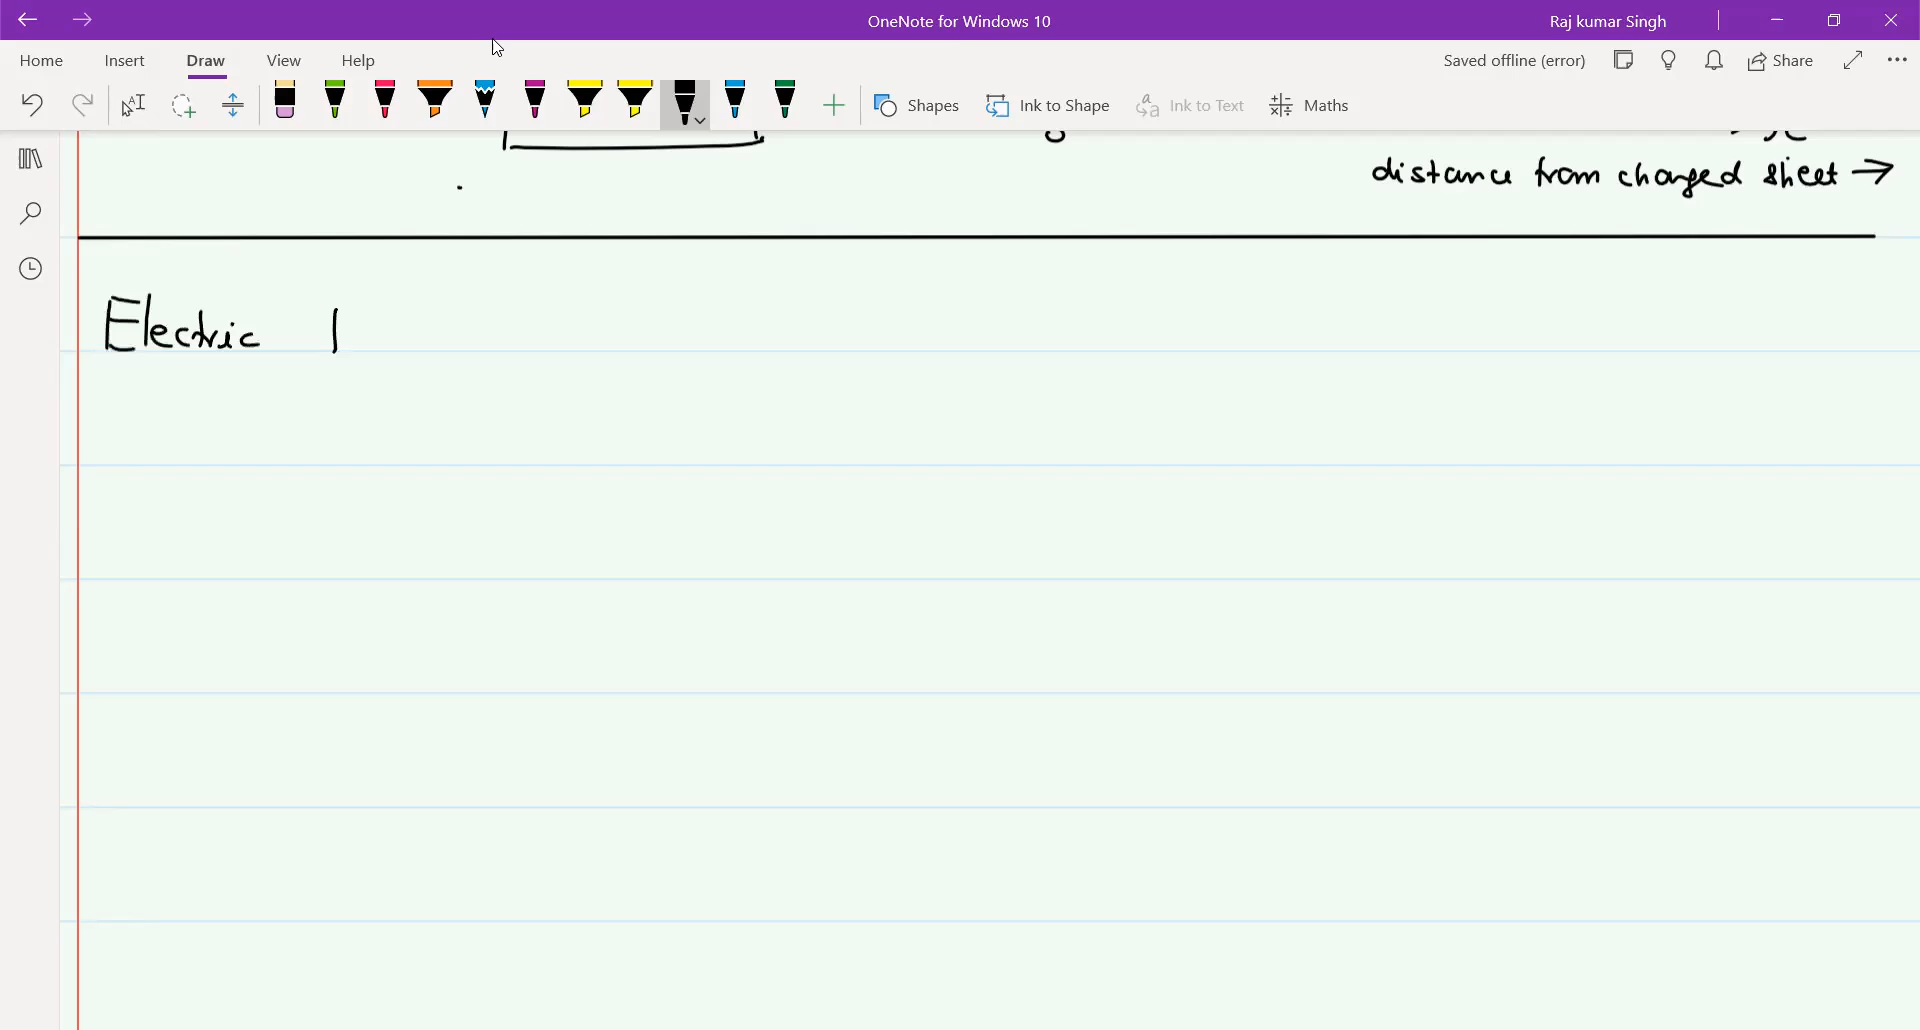 OneNote for Windows 10
Raj kumar Singh
Home Insert Draw View Help
Saved offline (error) Share
Shapes Ink to Shape Ink to Text Maths
distance from charged sheet →
Electric